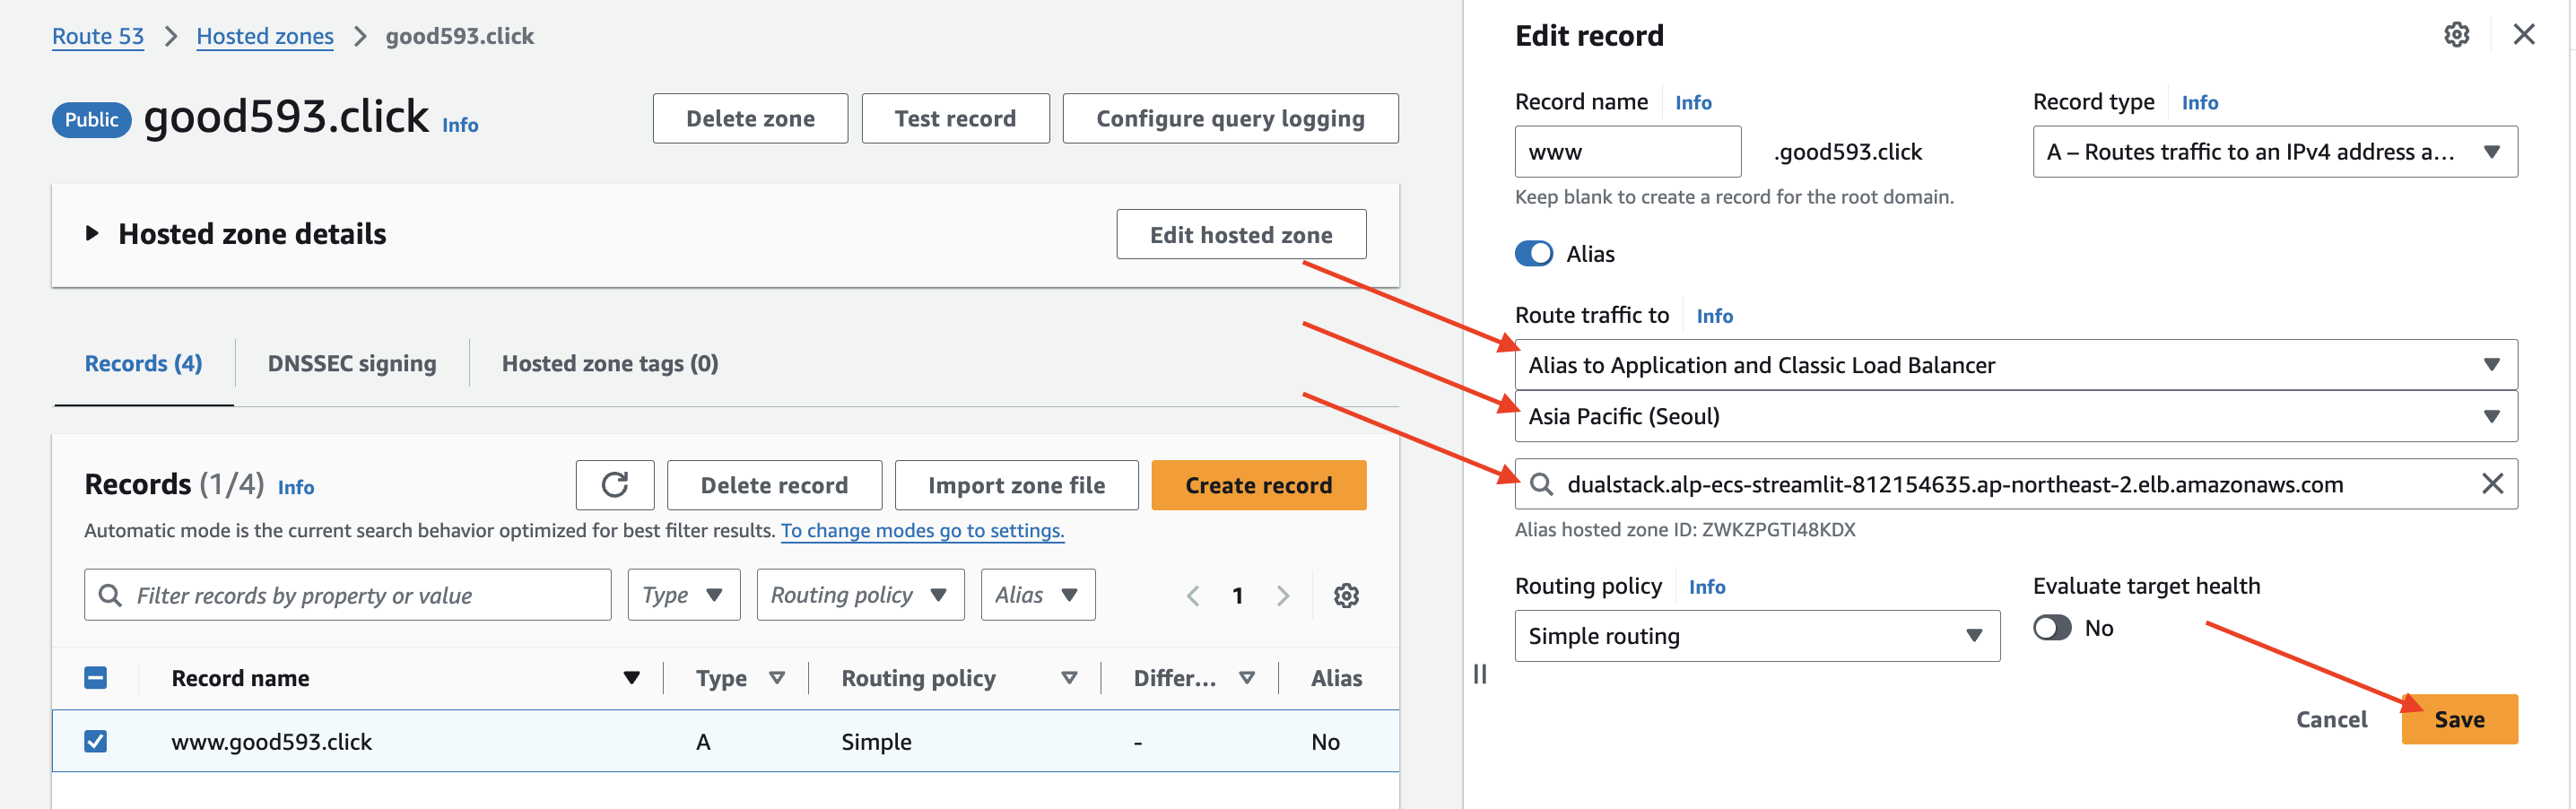 Route 53 > Hosted zones > good593.click
Public good593.click Info
Delete zone
Test record
Configure query logging
Hosted zone details
Edit hosted zone
Records (4)
DNSSEC signing
Hosted zone tags (0)
Records (1/4) Info
Delete record
Import zone file
Create record
Automatic mode is the current search behavior optimized for best filter results. To change modes go to settings.
Filter records by property or value
Type
Routing policy
Alias
1
Record name
Type
Routing policy
Differ...
Alias
www.good593.click
A
Simple
-
No
Edit record
Record name Info
www
.good593.click
Keep blank to create a record for the root domain.
Record type Info
A – Routes traffic to an IPv4 address a...
Alias
Route traffic to Info
Alias to Application and Classic Load Balancer
Asia Pacific (Seoul)
dualstack.alp-ecs-streamlit-812154635.ap-northeast-2.elb.amazonaws.com
Alias hosted zone ID: ZWKZPGTI48KDX
Routing policy Info
Simple routing
Evaluate target health
No
Cancel
Save